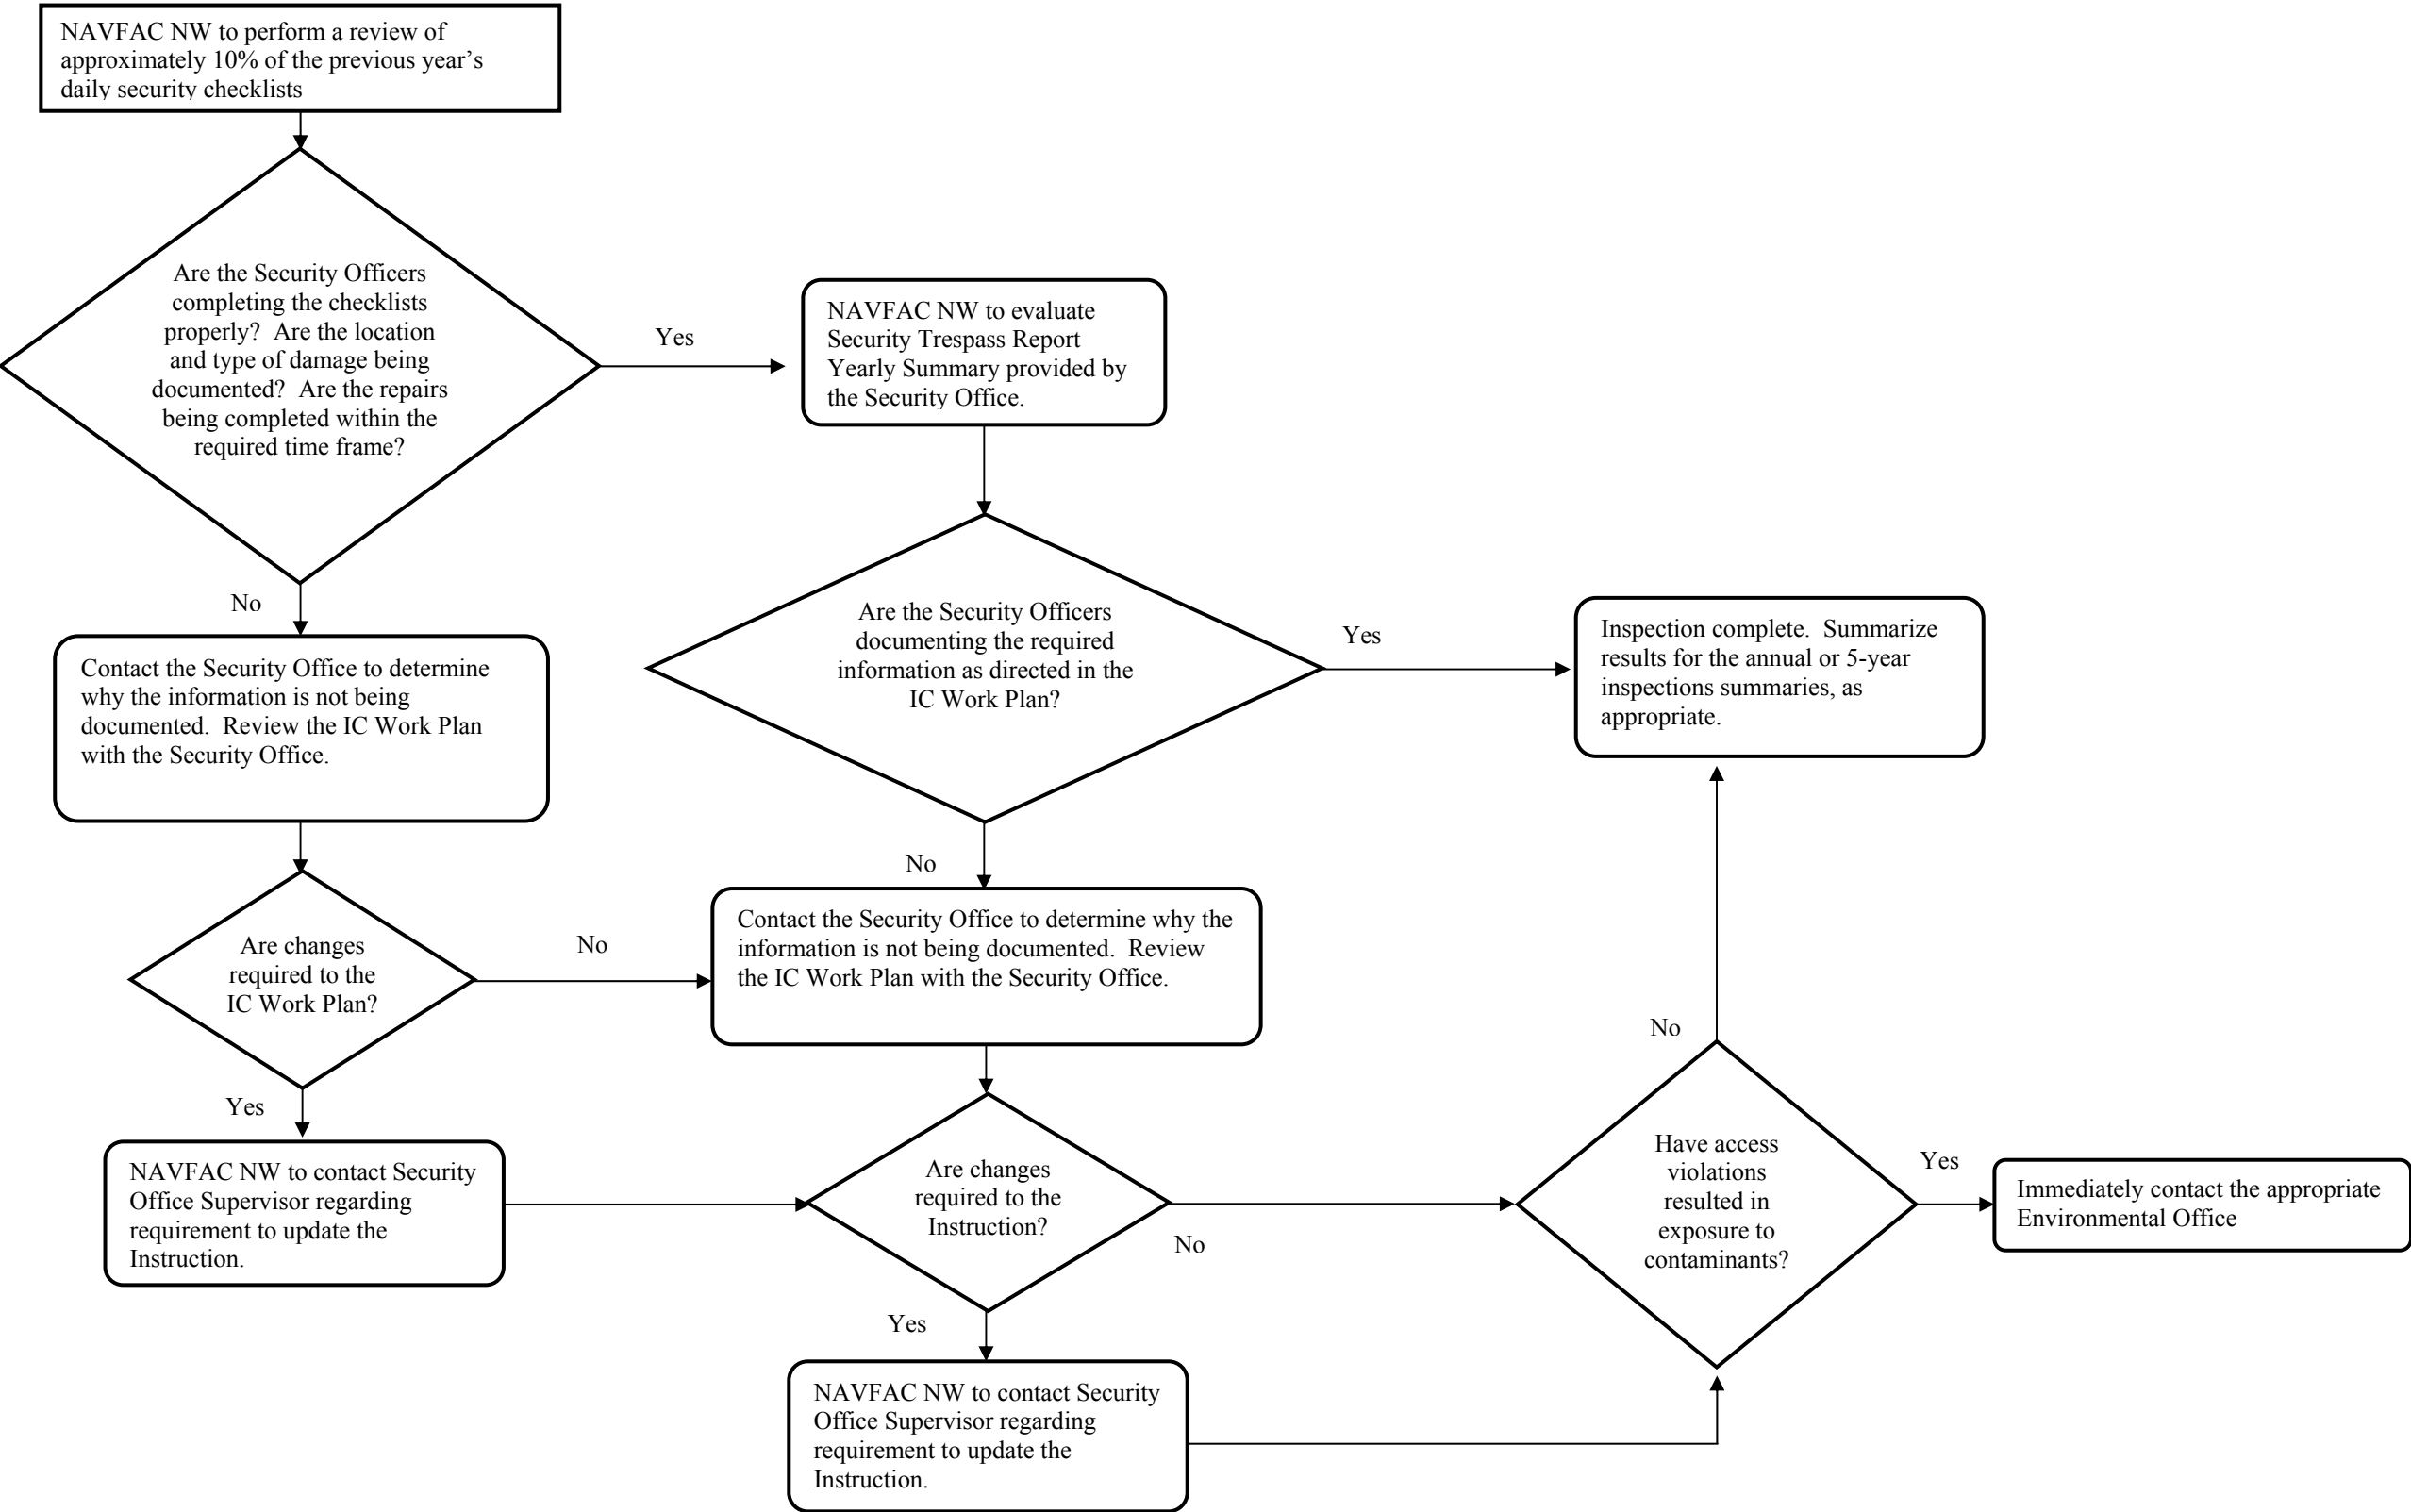 NAVFAC NW to perform a review of
approximately 10% of the previous year's
daily security checklists
Are the Security Officers
completing the checklists
properly?  Are the location
and type of damage being
documented?  Are the repairs
being completed within the
required time frame?
Yes
NAVFAC NW to evaluate
Security Trespass Report
Yearly Summary provided by
the Security Office.
No
Are the Security Officers
documenting the required
information as directed in the
IC Work Plan?
Yes
Inspection complete.  Summarize
results for the annual or 5-year
inspections summaries, as
appropriate.
Contact the Security Office to determine
why the information is not being
documented.  Review the IC Work Plan
with the Security Office.
No
Contact the Security Office to determine why the
information is not being documented.  Review
the IC Work Plan with the Security Office.
Are changes
required to the
IC Work Plan?
No
Yes
NAVFAC NW to contact Security
Office Supervisor regarding
requirement to update the
Instruction.
Are changes
required to the
Instruction?
No
Yes
NAVFAC NW to contact Security
Office Supervisor regarding
requirement to update the
Instruction.
No
Have access
violations
resulted in
exposure to
contaminants?
Yes
Immediately contact the appropriate
Environmental Office